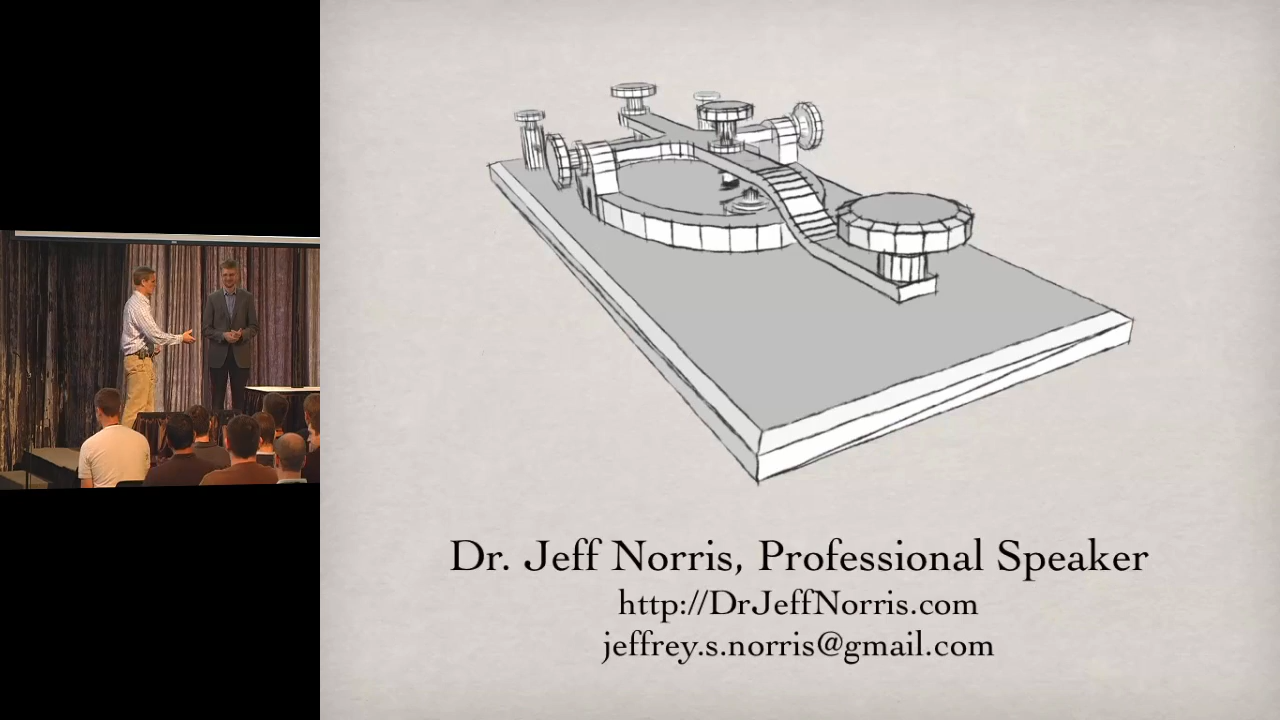 Dr. Jeff Norris, Professional Speaker
http://DrJeffNorris.com
jeffrey.s.norris@gmail.com